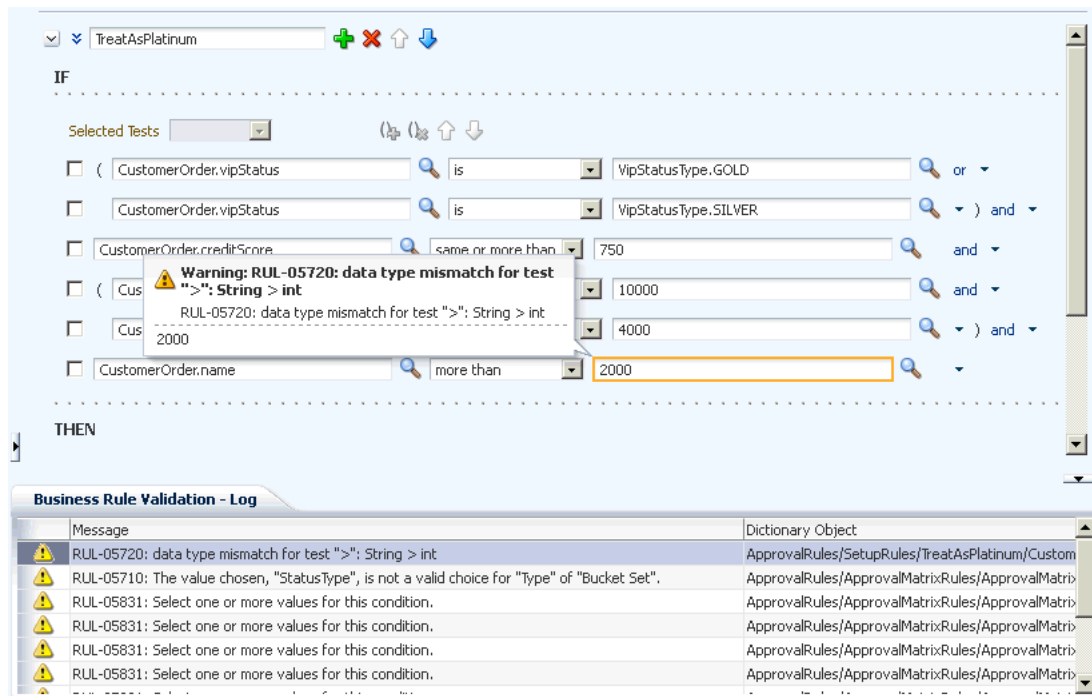 TreatAsPlatinum
IF
Selected Tests
( CustomerOrder.vipStatus is VipStatusType.GOLD or
CustomerOrder.vipStatus is VipStatusType.SILVER ) and
CustomerOrder.creditScore same or more than 750 and
Warning: RUL-05720: data type mismatch for test
">": String > int
RUL-05720: data type mismatch for test ">": String > int
2000
( Cus 10000 and
Cus 4000 ) and
CustomerOrder.name more than 2000
THEN
Business Rule Validation - Log
Message Dictionary Object
RUL-05720: data type mismatch for test ">": String > int ApprovalRules/SetupRules/TreatAsPlatinum/Custom
RUL-05710: The value chosen, "StatusType", is not a valid choice for "Type" of "Bucket Set". ApprovalRules/ApprovalMatrixRules/ApprovalMatrix
RUL-05831: Select one or more values for this condition. ApprovalRules/ApprovalMatrixRules/ApprovalMatrix
RUL-05831: Select one or more values for this condition. ApprovalRules/ApprovalMatrixRules/ApprovalMatrix
RUL-05831: Select one or more values for this condition. ApprovalRules/ApprovalMatrixRules/ApprovalMatrix
RUL-05831: Select one or more values for this condition. ApprovalRules/ApprovalMatrixRules/ApprovalMatrix